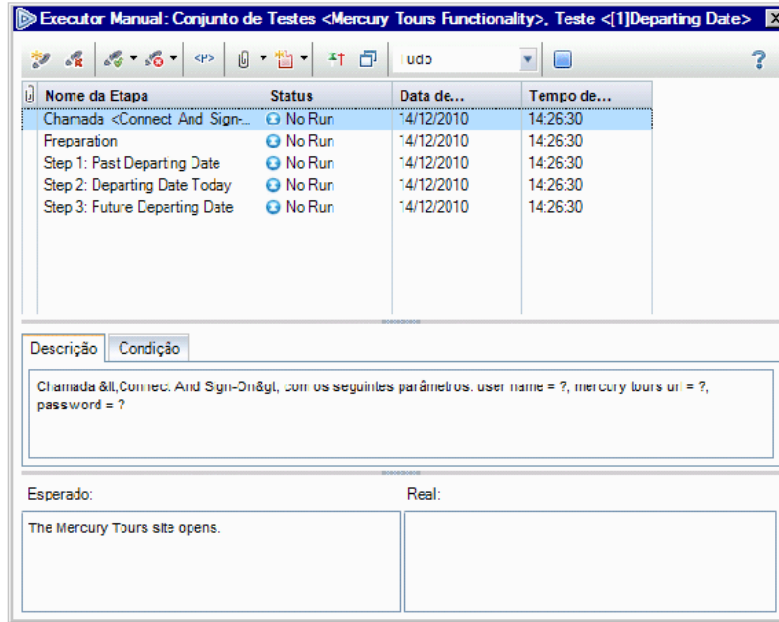 Executor Manual: Conjunto de Testes <Mercury Tours Functionality>, Teste <[1]Departing Date>
<P> Tudo ?
Nome da Etapa Status Data de... Tempo de...
Chamada <Connect And Sign-... No Run 14/12/2010 14:26:30
Preparation No Run 14/12/2010 14:26:30
Step 1: Past Departing Date No Run 14/12/2010 14:26:30
Step 2: Departing Date Today No Run 14/12/2010 14:26:30
Step 3: Future Departing Date No Run 14/12/2010 14:26:30
Descrição Condição
Chamada &lt;Connect And Sign-On&gt; com os seguintes parâmetros: user name = ?, mercury tours url = ?,
password = ?
Esperado: Real:
The Mercury Tours site opens.